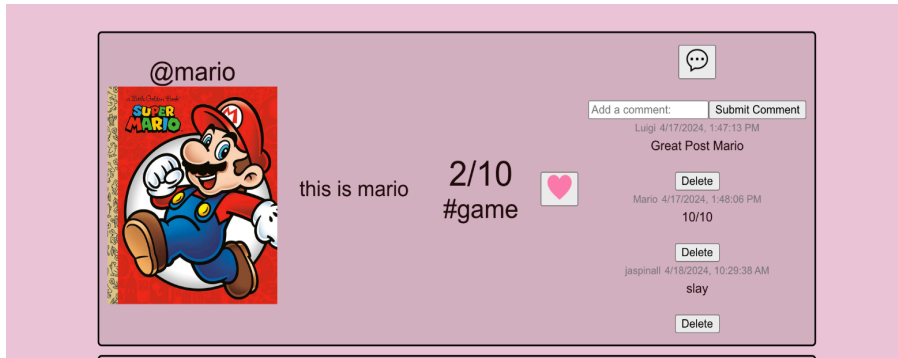 @mario
a Little Golden Book
SUPER
MARIO
M
this is mario
2/10
#game
Add a comment: Submit Comment
Luigi 4/17/2024, 1:47:13 PM
Great Post Mario
Delete
Mario 4/17/2024, 1:48:06 PM
10/10
Delete
jaspinall 4/18/2024, 10:29:38 AM
slay
Delete